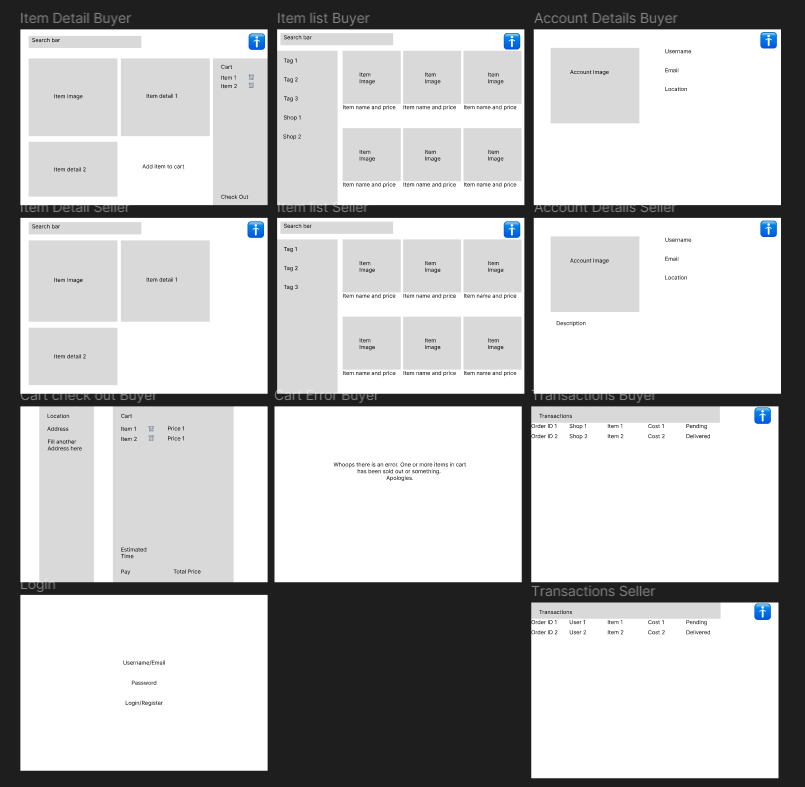 Item Detail Buyer
Search bar
Item Image
Item detail 1
Cart
Item 1
Item 2
Item detail 2
Add item to cart
Check Out
Item list Buyer
Search bar
Tag 1
Tag 2
Tag 3
Shop 1
Shop 2
Item
Image
Item
Image
Item
Image
Item name and price Item name and price Item name and price
Item
Image
Item
Image
Item
Image
Item name and price Item name and price Item name and price
Account Details Buyer
Account Image
Username
Email
Location
Item Detail Seller
Search bar
Item Image
Item detail 1
Item detail 2
Item list Seller
Search bar
Tag 1
Tag 2
Tag 3
Item
Image
Item
Image
Item
Image
Item name and price Item name and price Item name and price
Item
Image
Item
Image
Item
Image
Item name and price Item name and price Item name and price
Account Details Seller
Account Image
Username
Email
Location
Description
Cart check out Buyer
Location
Address
Fill another
Address here
Cart
Item 1 Price 1
Item 2 Price 1
Estimated
Time
Pay Total Price
Cart Error Buyer
Whoops there is an error. One or more items in cart
has been sold out or something.
Apologies.
Transactions Buyer
Transactions
Order ID 1 Shop 1 Item 1 Cost 1 Pending
Order ID 2 Shop 2 Item 2 Cost 2 Delivered
Login
Username/Email
Password
Login/Register
Transactions Seller
Transactions
Order ID 1 User 1 Item 1 Cost 1 Pending
Order ID 2 User 2 Item 2 Cost 2 Delivered